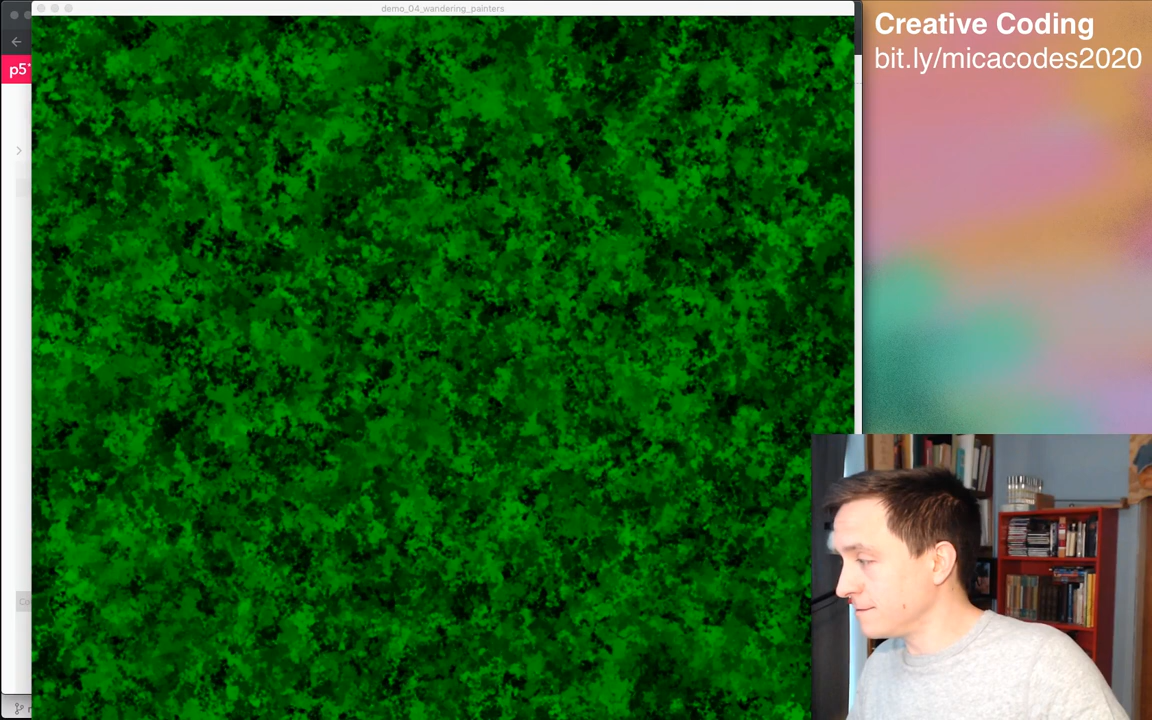 demo_04_wandering_painters
Creative Coding
bit.ly/micacodes2020
p5*